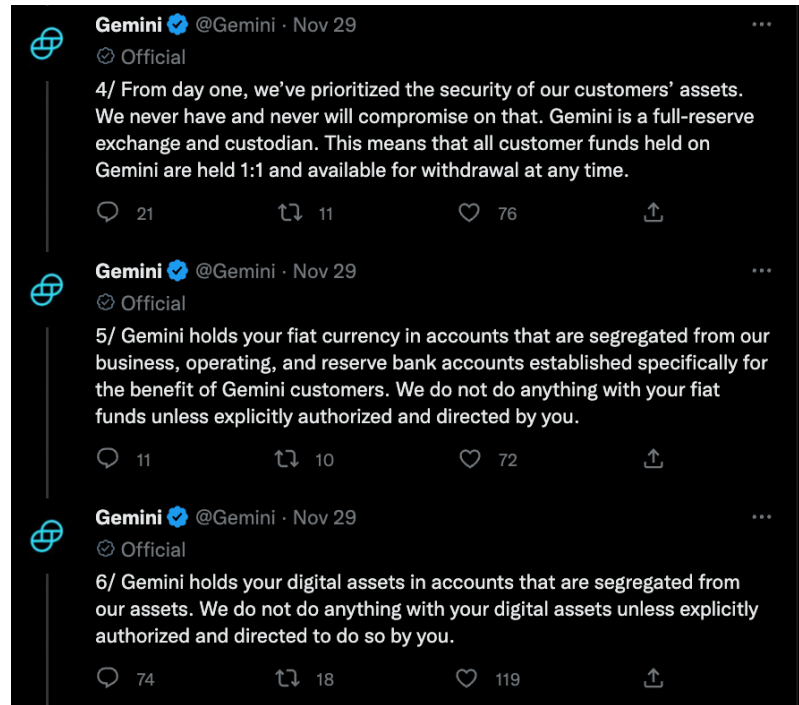 Gemini @Gemini · Nov 29
Official
4/ From day one, we’ve prioritized the security of our customers’ assets.
We never have and never will compromise on that. Gemini is a full-reserve
exchange and custodian. This means that all customer funds held on
Gemini are held 1:1 and available for withdrawal at any time.
21 11 76
Gemini @Gemini · Nov 29
Official
5/ Gemini holds your fiat currency in accounts that are segregated from our
business, operating, and reserve bank accounts established specifically for
the benefit of Gemini customers. We do not do anything with your fiat
funds unless explicitly authorized and directed by you.
11 10 72
Gemini @Gemini · Nov 29
Official
6/ Gemini holds your digital assets in accounts that are segregated from
our assets. We do not do anything with your digital assets unless explicitly
authorized and directed to do so by you.
74 18 119